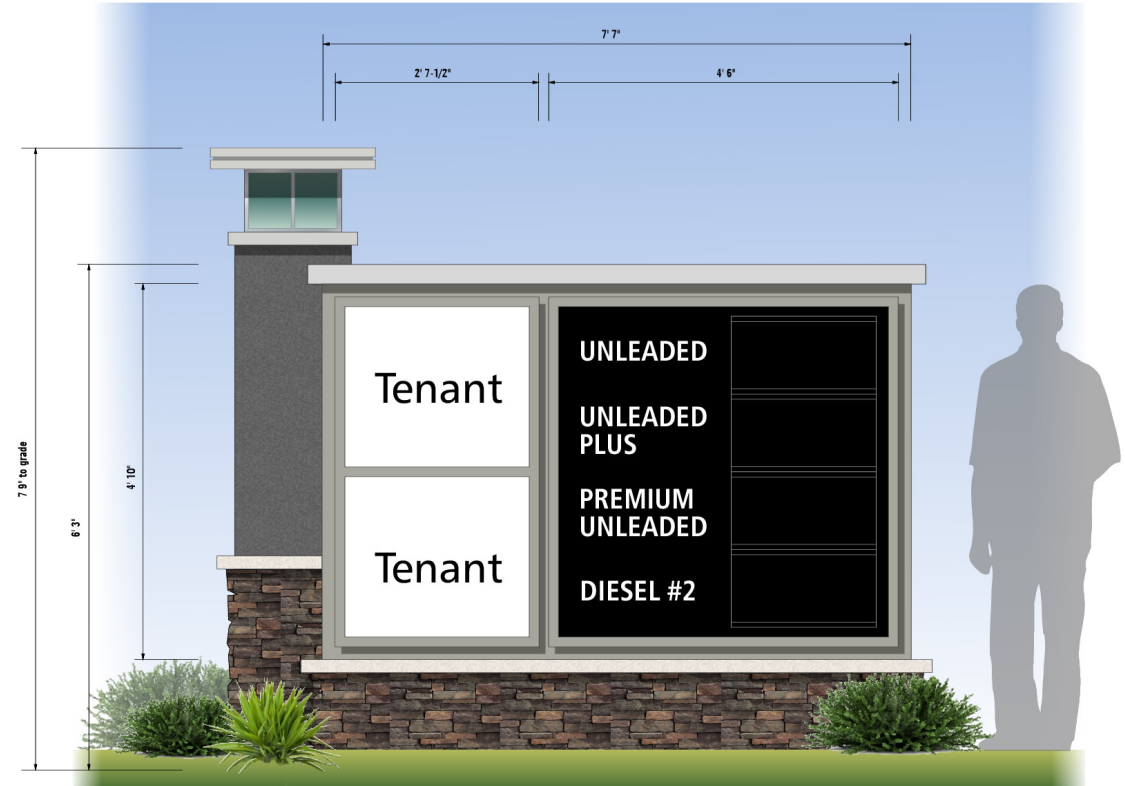 7' 7"
2' 7-1/2"
4' 6"
7' 9" to grade
6' 3"
4' 10"
Tenant
Tenant
UNLEADED
UNLEADED
PLUS
PREMIUM
UNLEADED
DIESEL #2